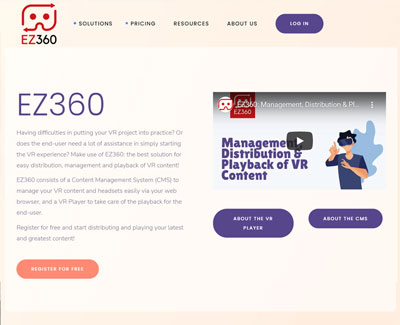 EZ360
SOLUTIONS
PRICING
RESOURCES
ABOUT US
LOG IN
EZ360
Having difficulties in putting your VR project into practice? Or
does the end-user need a lot of assistance in simply starting
the VR experience? Make use of EZ360: the best solution for
easy distribution, management and playback of VR content!
EZ360 consists of a Content Management System (CMS) to
manage your VR content and headsets easily via your web
browser, and a VR Player to take care of the playback for the
end-user.
Register for free and start distributing and playing your latest
and greatest content!
REGISTER FOR FREE
EZ360, Management, Distribution & Pl...
EZ360
Management,
Distribution &
Playback of VR
Content
ABOUT THE VR
PLAYER
ABOUT THE CMS